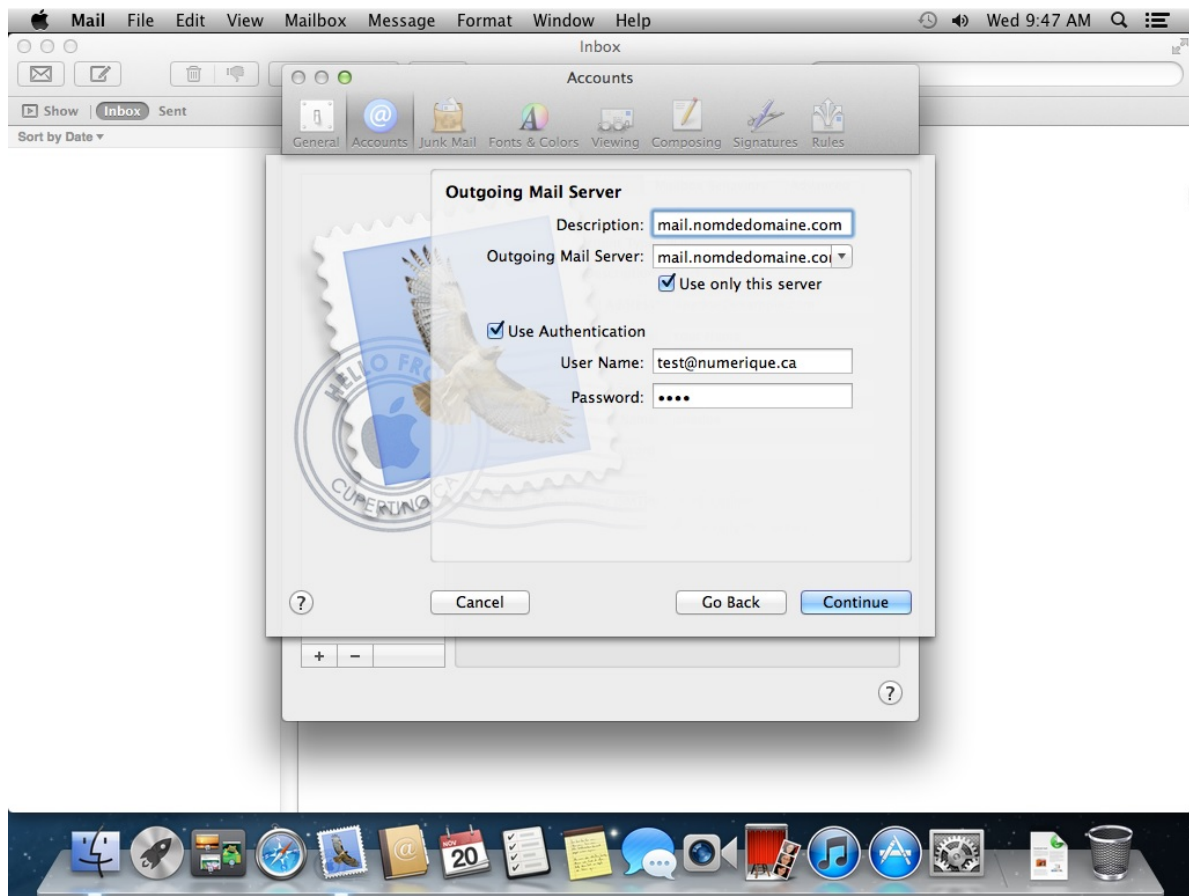 Mail File Edit View Mailbox Message Format Window Help Wed 9:47 AM
Inbox
Accounts
Show Inbox Sent
Sort by Date
General Accounts Junk Mail Fonts & Colors Viewing Composing Signatures Rules
Outgoing Mail Server
Description: mail.nomdedomaine.com
Outgoing Mail Server: mail.nomdedomaine.co
Use only this server
Use Authentication
User Name: test@numerique.ca
Password: ••••
HELLO FRO
CUPERTINO CA
? Cancel Go Back Continue
+ −
?
NOV
20